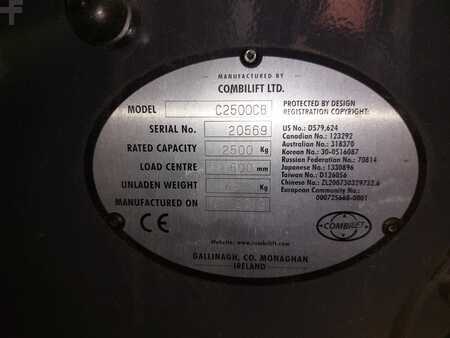 MANUFACTURED BY
COMBILIFT LTD.
MODEL C2500CB
SERIAL No. 20569
RATED CAPACITY 2500 Kg
LOAD CENTRE 600 mm
UNLADEN WEIGHT Kg
MANUFACTURED ON
CE
PROTECTED BY DESIGN
REGISTRATION COPYRIGHT:
US No.: D579,624
Canadian No.: 123292
Australian No.: 318370
Korean No.: 30-0516087
Russian Federation No.: 70814
Japanese No.: 1330896
Taiwan No.: D126056
Chinese No.: ZL200730329732.6
European Community No.:
000725668-0001
COMBILIFT
Website: www.combilift.com
GALLINAGH, CO. MONAGHAN
IRELAND